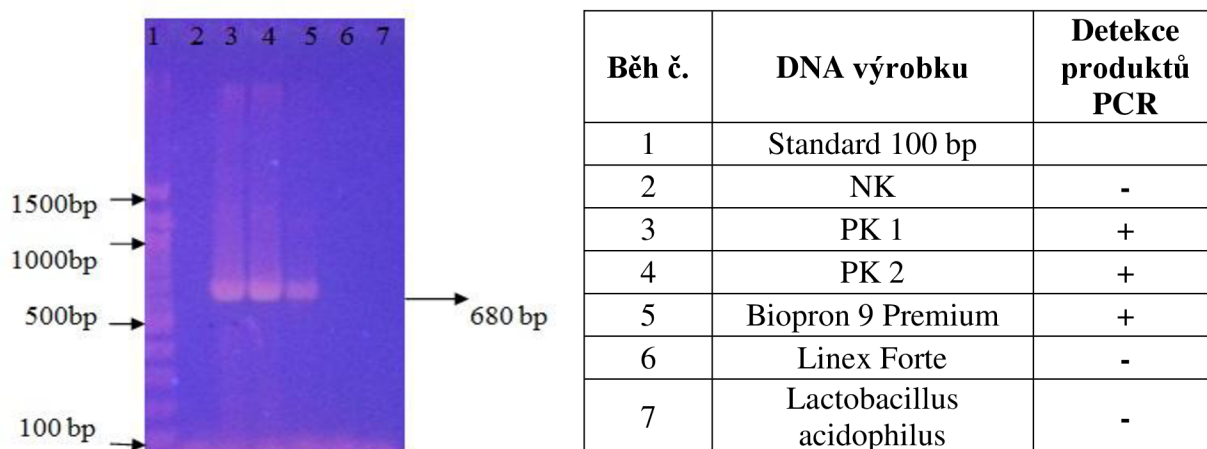 1 2 3 4 5 6 7
1500bp
1000bp
500bp
100 bp
680 bp
Běh č. DNA výrobku Detekce produktů PCR
1 Standard 100 bp
2 NK -
3 PK 1 +
4 PK 2 +
5 Biopron 9 Premium +
6 Linex Forte -
7 Lactobacillus acidophilus -